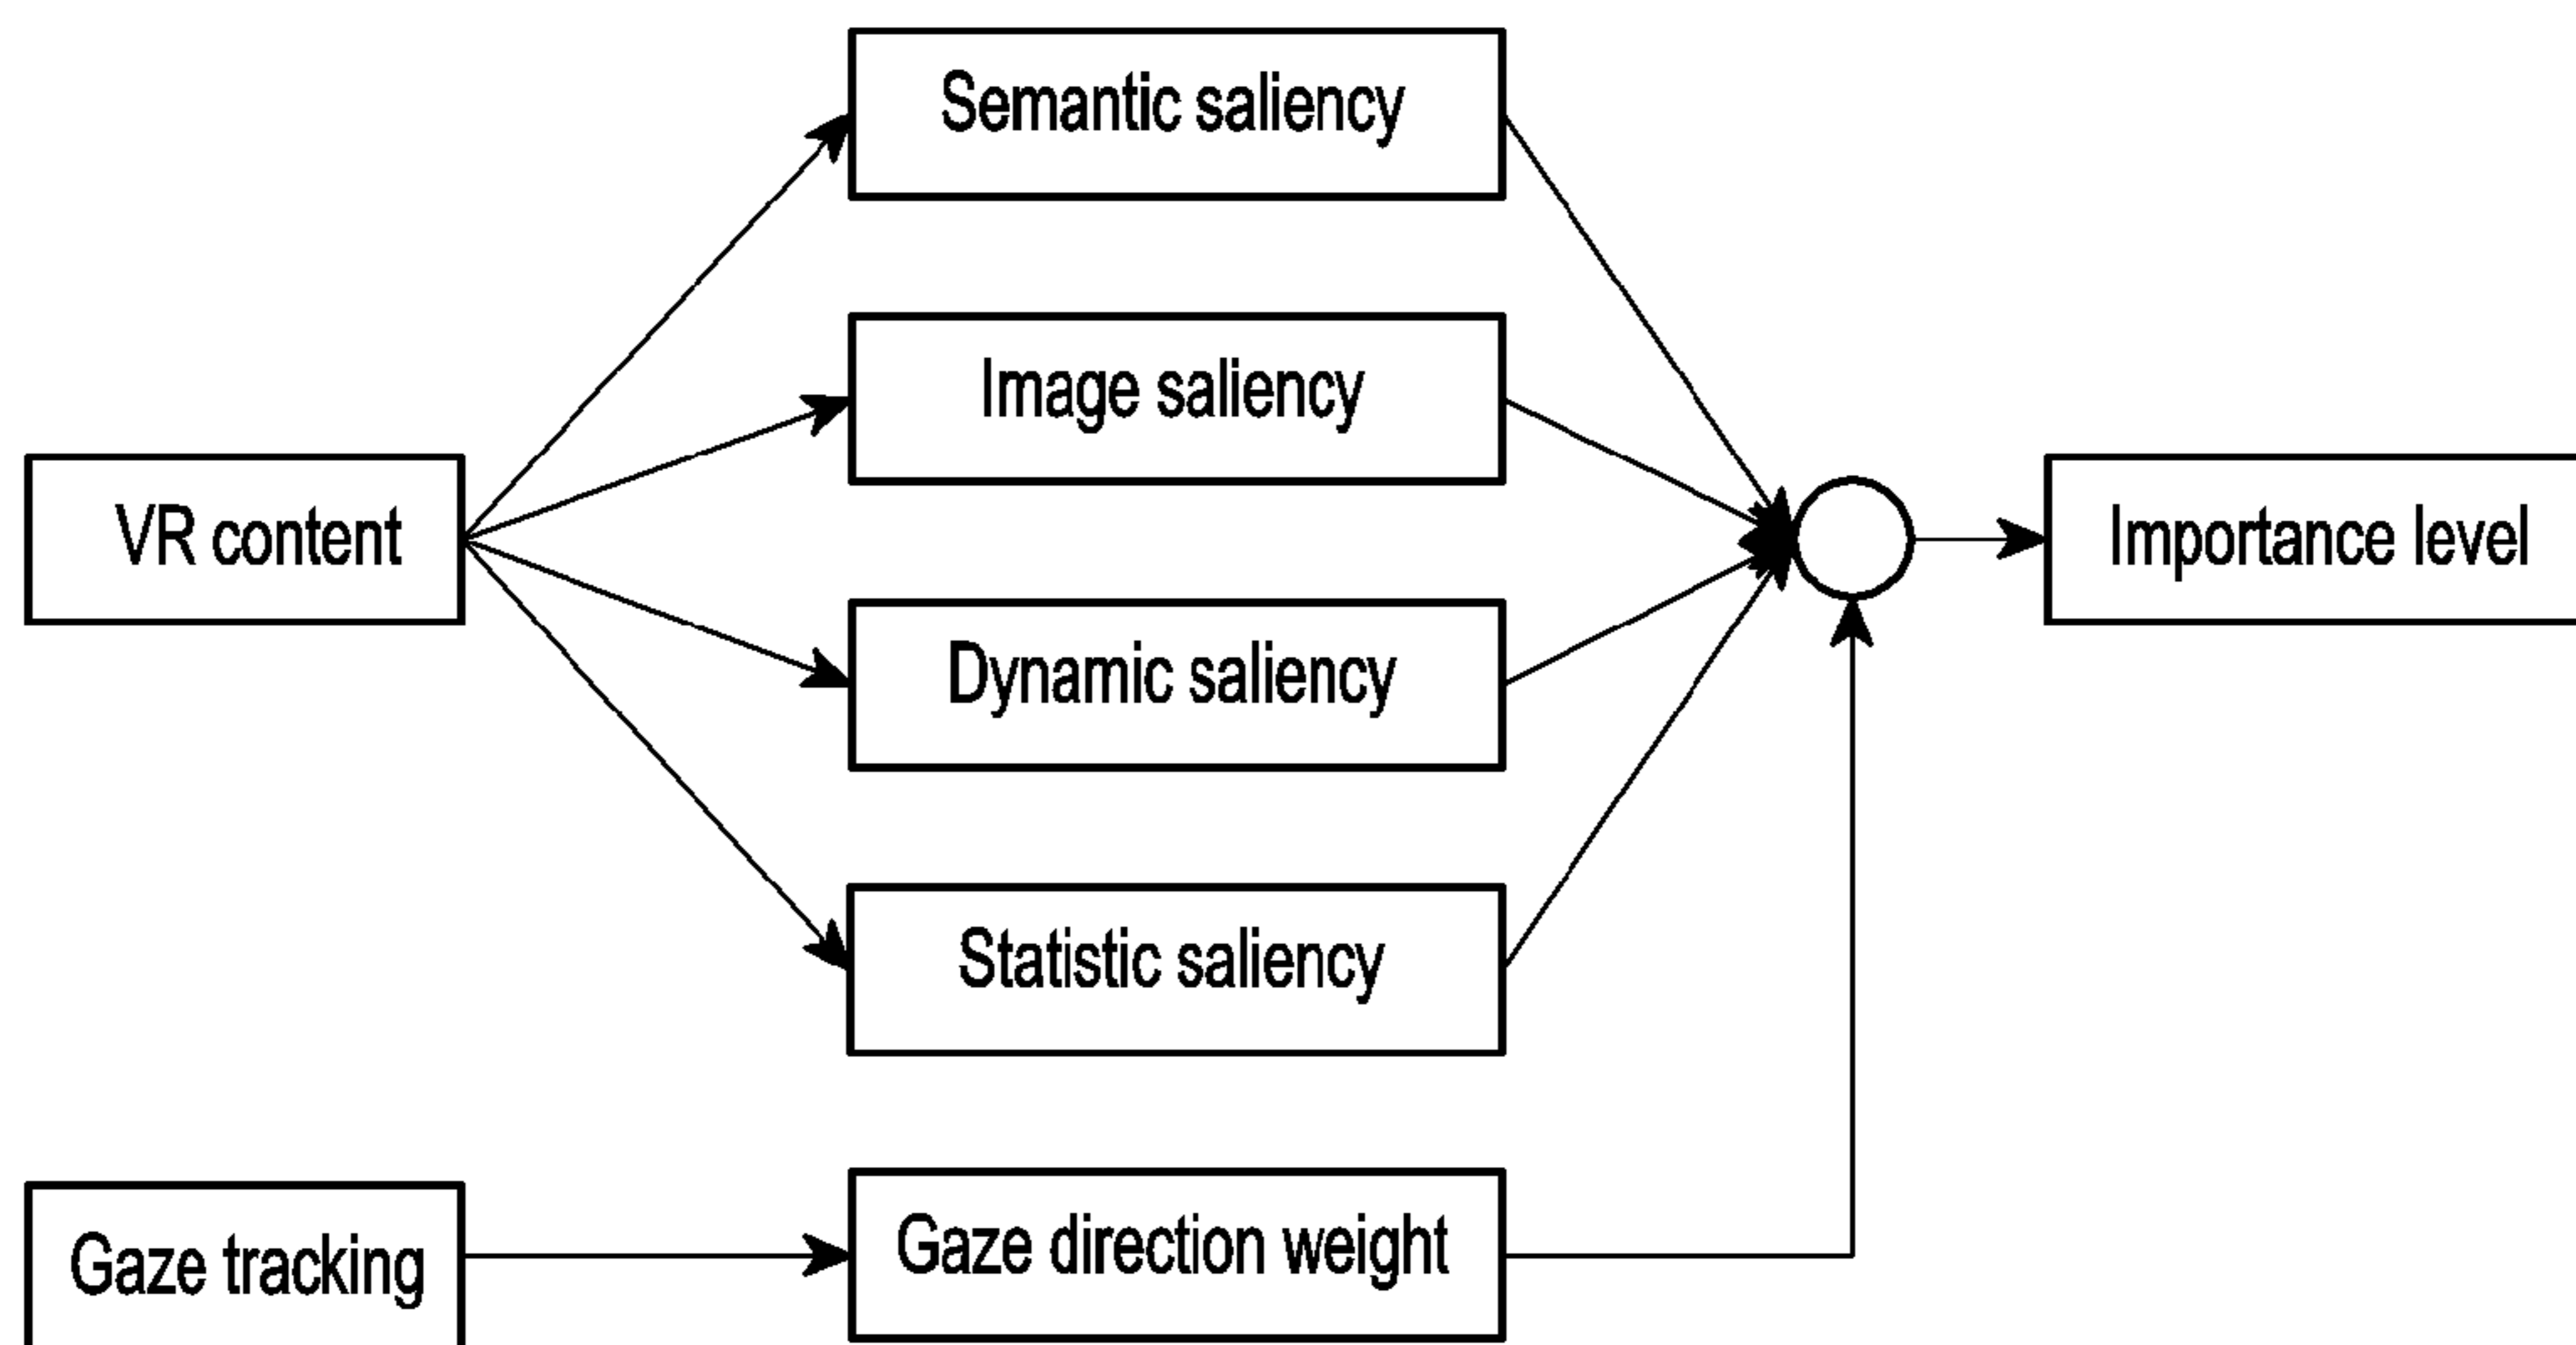 Semantic saliency
Image saliency
VR content
Importance level
Dynamic saliency
Statistic saliency
Gaze tracking
Gaze direction weight